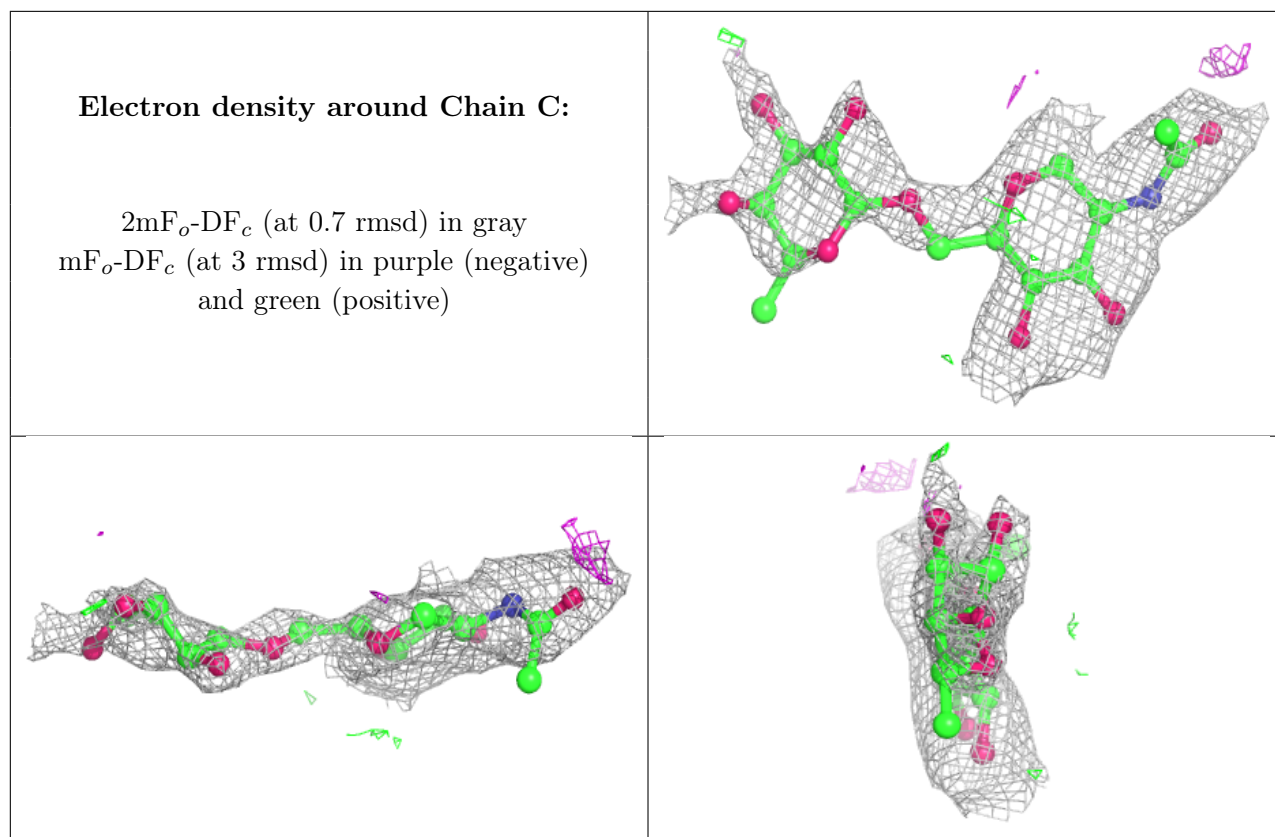 Electron density around Chain C:
2mFₒ-DF𝒸 (at 0.7 rmsd) in gray
mFₒ-DF𝒸 (at 3 rmsd) in purple (negative)
and green (positive)